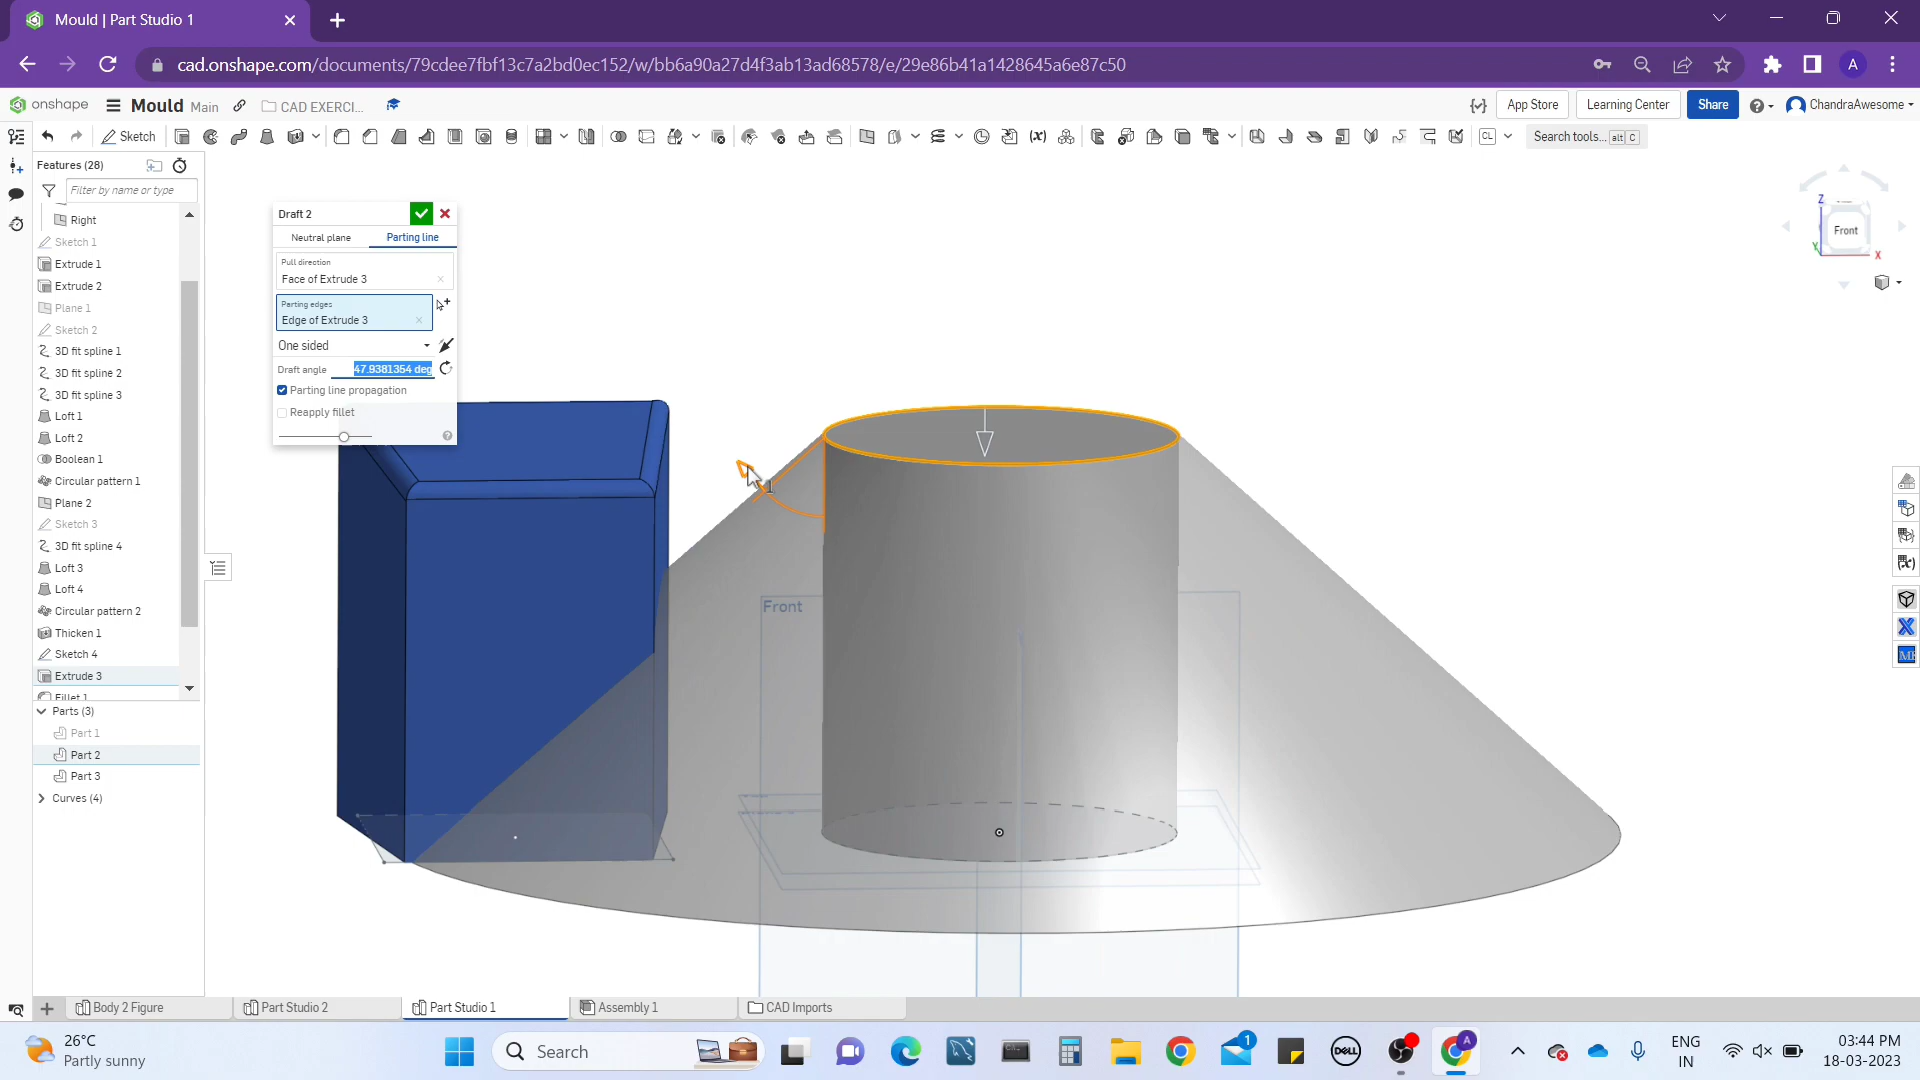 Mould | Part Studio 1
cad.onshape.com/documents/79cdee7fbf13c7a2bd0ec152/w/bb6a90a27d4f3ab13ad68578/e/29e86b41a1428645a6e87c50
A
onshape Mould Main CAD EXERCI... App Store Learning Center Share ChandraAwesome
Sketch CL Search tools... alt C
Features (28)
Filter by name or type
Right
Sketch 1
Extrude 1
Extrude 2
Plane 1
Sketch 2
3D fit spline 1
3D fit spline 2
3D fit spline 3
Loft 1
Loft 2
Boolean 1
Circular pattern 1
Plane 2
Sketch 3
3D fit spline 4
Loft 3
Loft 4
Circular pattern 2
Thicken 1
Sketch 4
Extrude 3
Fillet 1
Parts (3)
Part 1
Part 2
Part 3
Curves (4)
Draft 2
Neutral plane Parting line
Pull direction
Face of Extrude 3
Parting edges
Edge of Extrude 3
One sided
Draft angle 47.9381354 deg
Parting line propagation
Reapply fillet
Front
Z
Front
Y
X
Body 2 Figure Part Studio 2 Part Studio 1 Assembly 1 CAD Imports
26°C
Partly sunny
Search
DELL
1
A
ENG
IN
03:44 PM
18-03-2023